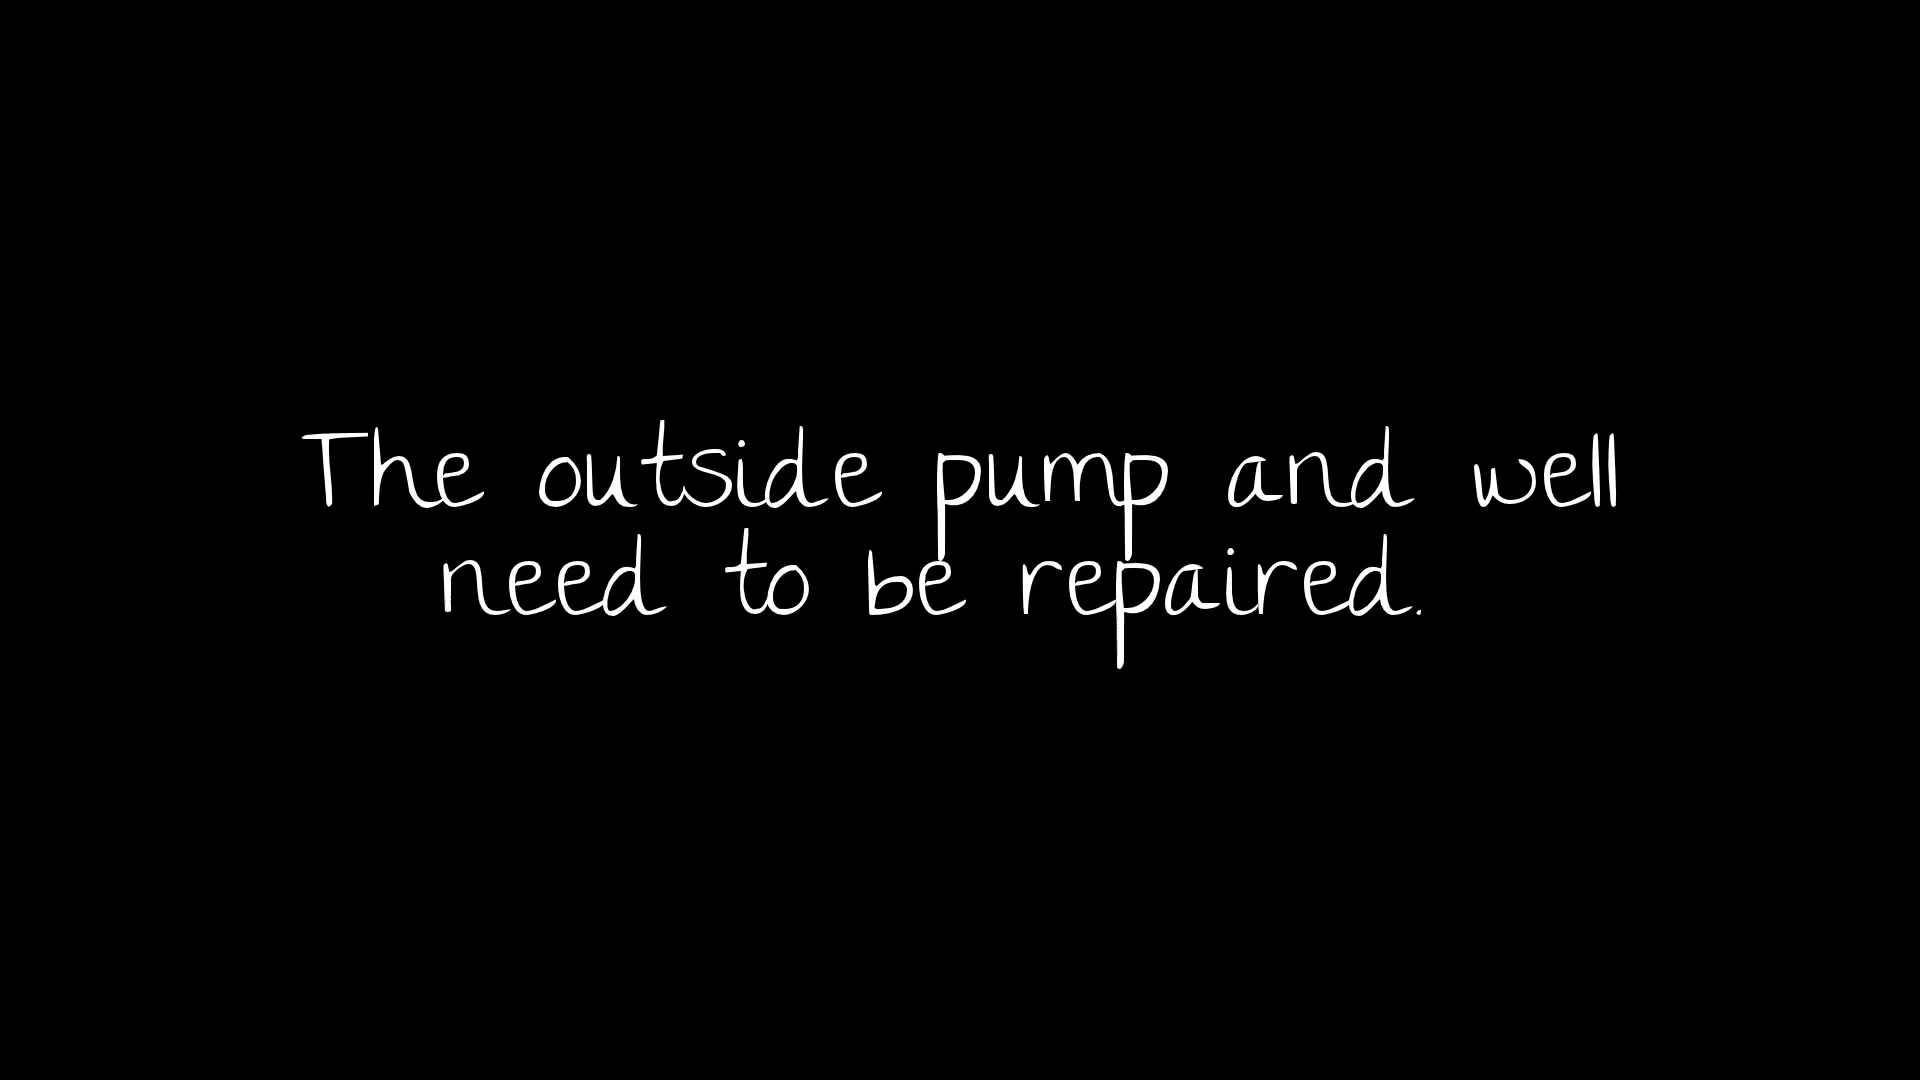 The outside pump and well
need to be repaired.